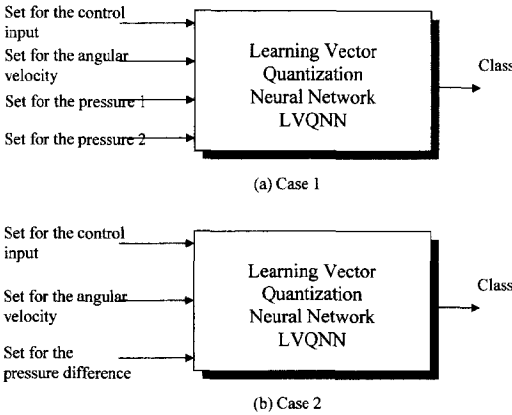 Set for the control
input
Set for the angular
velocity
Set for the pressure 1
Set for the pressure 2
Learning Vector
Quantization
Neural Network
LVQNN
Class
(a) Case 1
Set for the control
input
Set for the angular
velocity
Set for the
pressure difference
Learning Vector
Quantization
Neural Network
LVQNN
Class
(b) Case 2